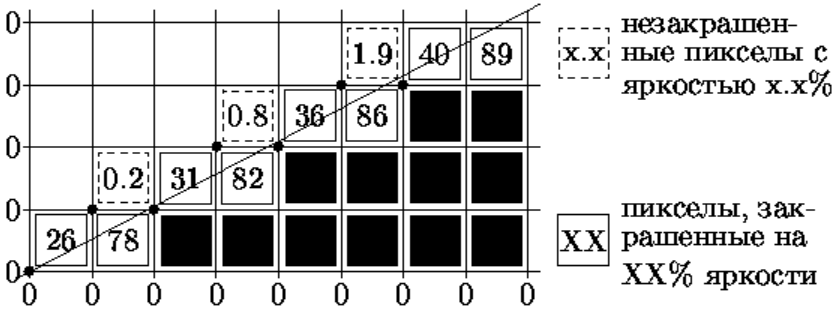 0
1.9
40
89
x.x
незакрашен-
ные пикселы с
яркостью x.x%
0
0.8
36
86
0
0.2
31
82
0
26
78
XX
пикселы, зак-
рашенные на
XX% яркости
0
0 0 0 0 0 0 0 0 0